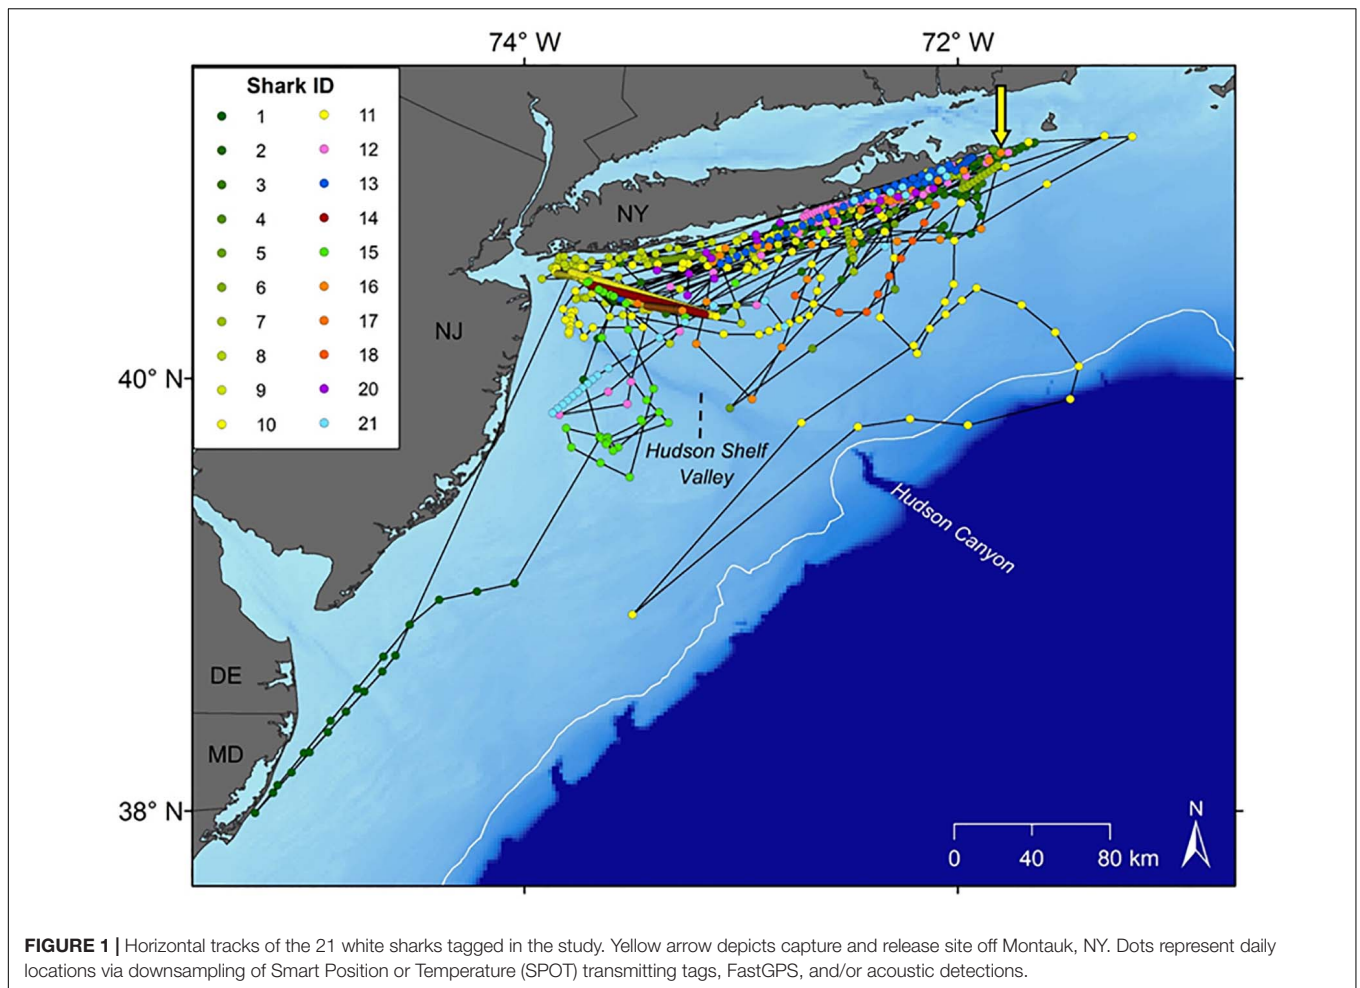 74° W
72° W
Shark ID
1
2
3
4
5
6
7
8
9
10
11
12
13
14
15
16
17
18
20
21
NY
NJ
40° N
Hudson Shelf
Valley
Hudson Canyon
DE
MD
38° N
N
0 40 80 km
FIGURE 1 | Horizontal tracks of the 21 white sharks tagged in the study. Yellow arrow depicts capture and release site off Montauk, NY. Dots represent daily
locations via downsampling of Smart Position or Temperature (SPOT) transmitting tags, FastGPS, and/or acoustic detections.